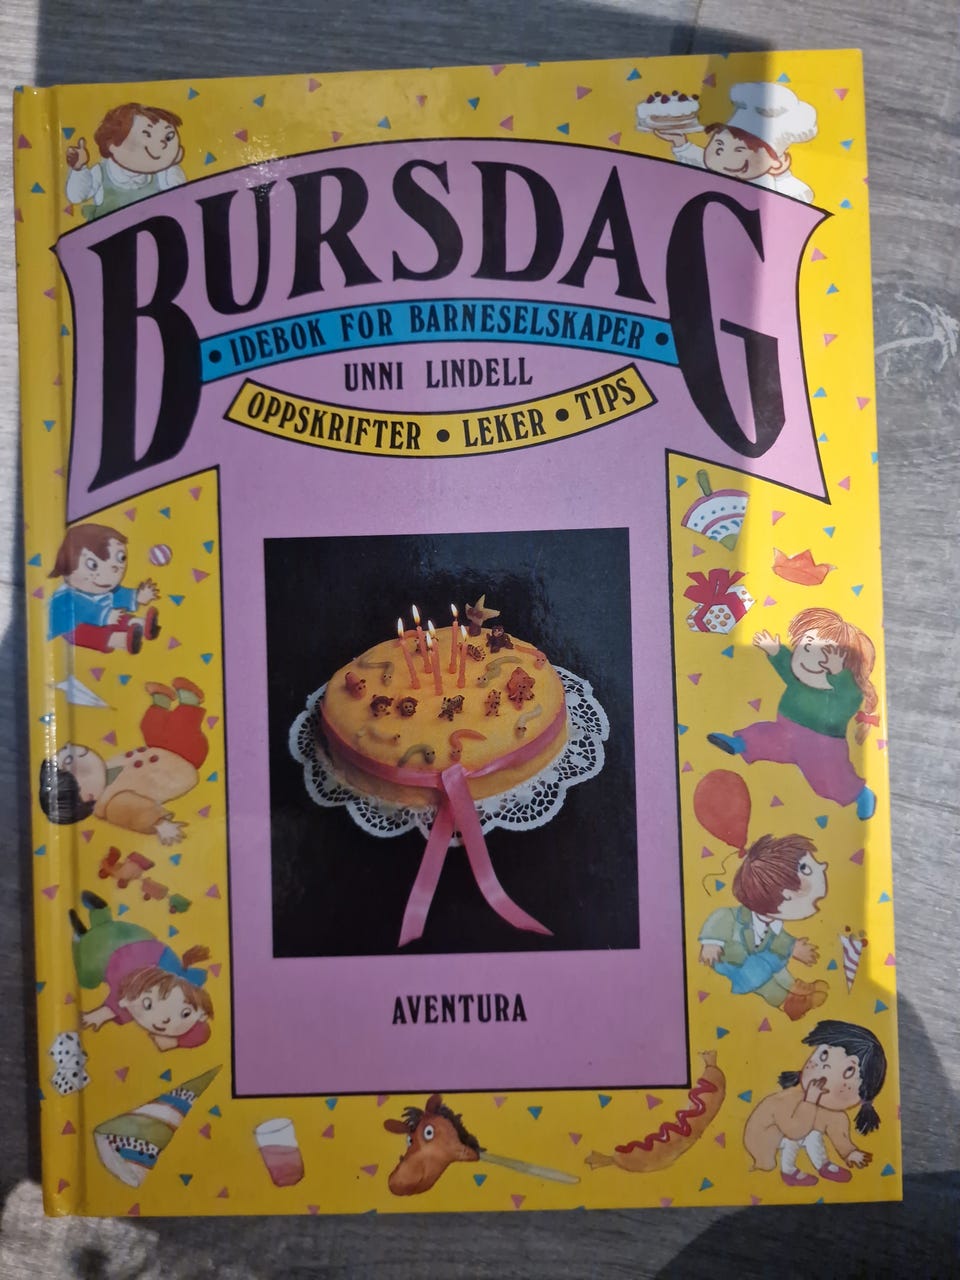 BURSDAG
• IDEBOK FOR BARNESELSKAPER •
UNNI LINDELL
OPPSKRIFTER • LEKER • TIPS
AVENTURA